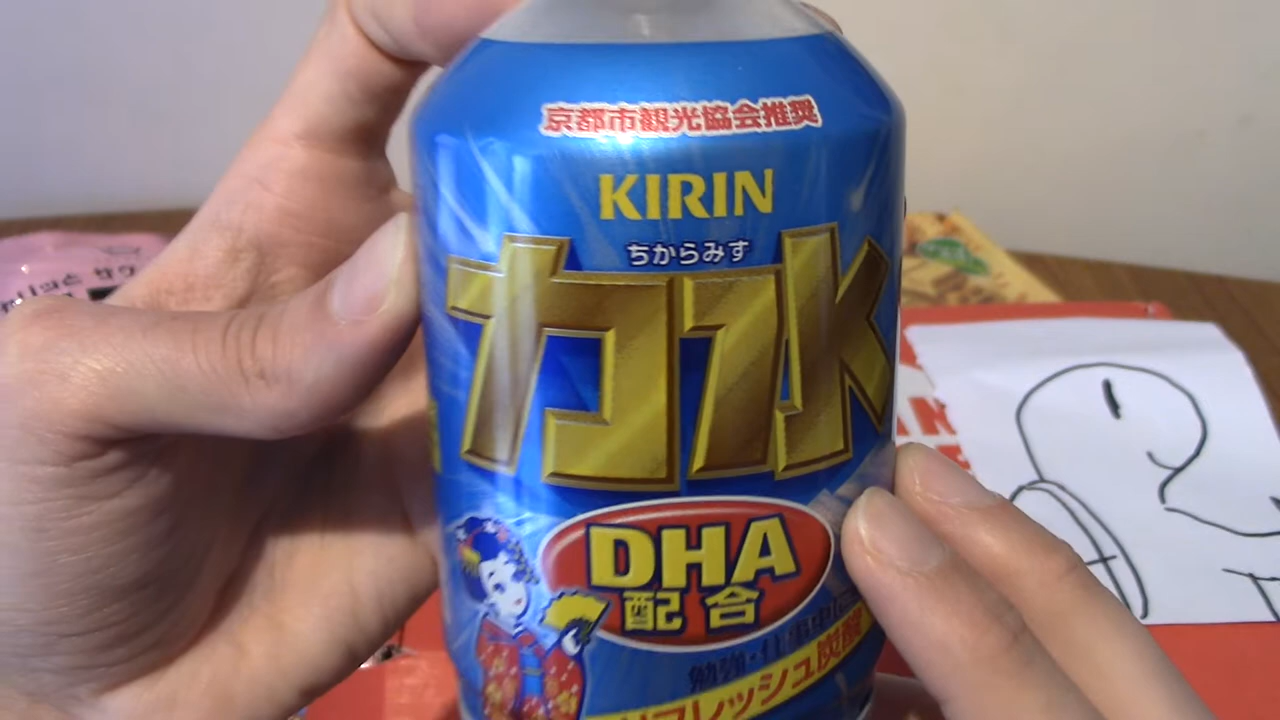 京都市観光協会推奨
KIRIN
ちからみず
力水
DHA
配合
勉強・仕事中に
リフレッシュ炭酸